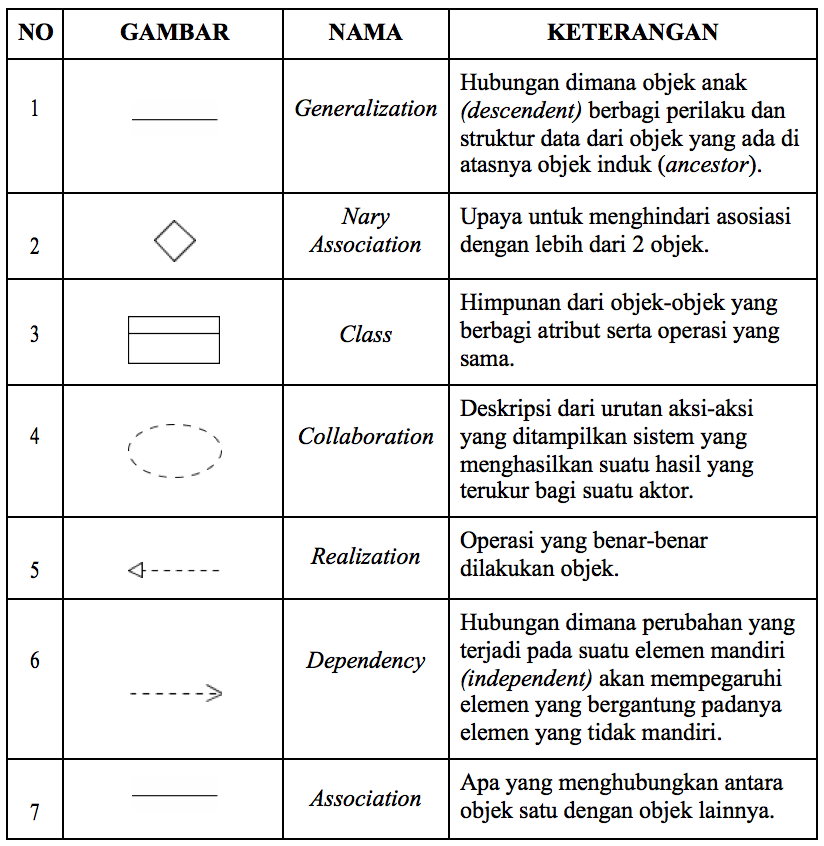 NO GAMBAR NAMA KETERANGAN
1 Generalization
Hubungan dimana objek anak
(descendent) berbagi perilaku dan
struktur data dari objek yang ada di
atasnya objek induk (ancestor).
2 Nary
Association
Upaya untuk menghindari asosiasi
dengan lebih dari 2 objek.
3 Class
Himpunan dari objek-objek yang
berbagi atribut serta operasi yang
sama.
4 Collaboration
Deskripsi dari urutan aksi-aksi
yang ditampilkan sistem yang
menghasilkan suatu hasil yang
terukur bagi suatu aktor.
5 Realization
Operasi yang benar-benar
dilakukan objek.
6 Dependency
Hubungan dimana perubahan yang
terjadi pada suatu elemen mandiri
(independent) akan mempegaruhi
elemen yang bergantung padanya
elemen yang tidak mandiri.
7 Association
Apa yang menghubungkan antara
objek satu dengan objek lainnya.